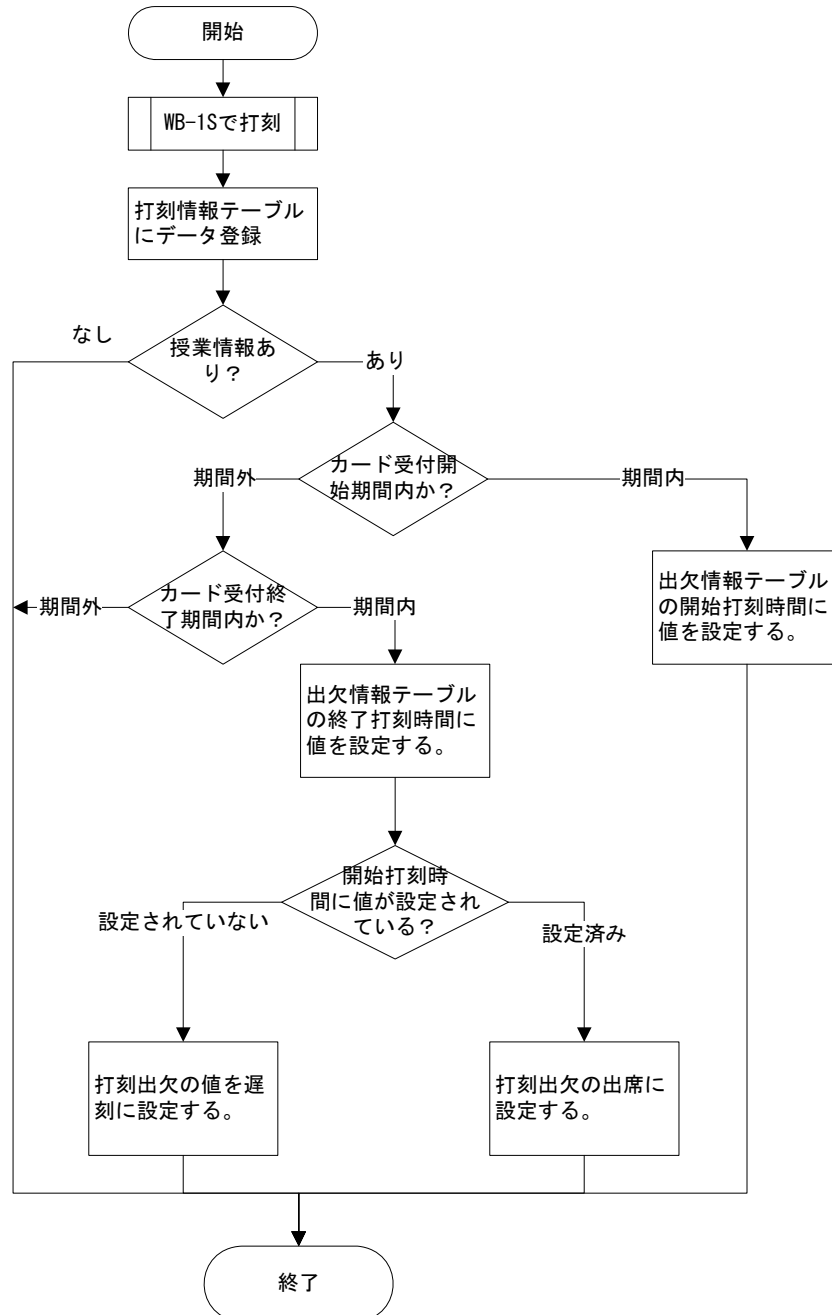 開始
WB-1Sで打刻
打刻情報テーブル
にデータ登録
なし
授業情報あ
り？
あり
カード受付開
始期間内か？
期間外
期間内
カード受付終
了期間内か？
期間外
期間内
出欠情報テーブル
の開始打刻時間に
値を設定する。
出欠情報テーブル
の終了打刻時間に
値を設定する。
開始打刻時
間に値が設定され
ている？
設定されていない
設定済み
打刻出欠の値を遅
刻に設定する。
打刻出欠の出席に
設定する。
終了